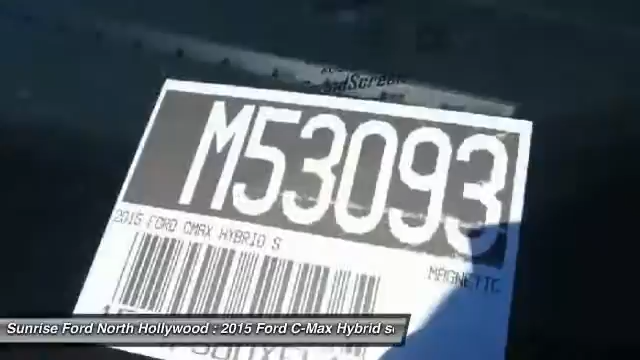 M53093
2015 FORD CMAX HYBRID S
MAGNETIC
Sunrise Ford North Hollywood : 2015 Ford C-Max Hybrid s